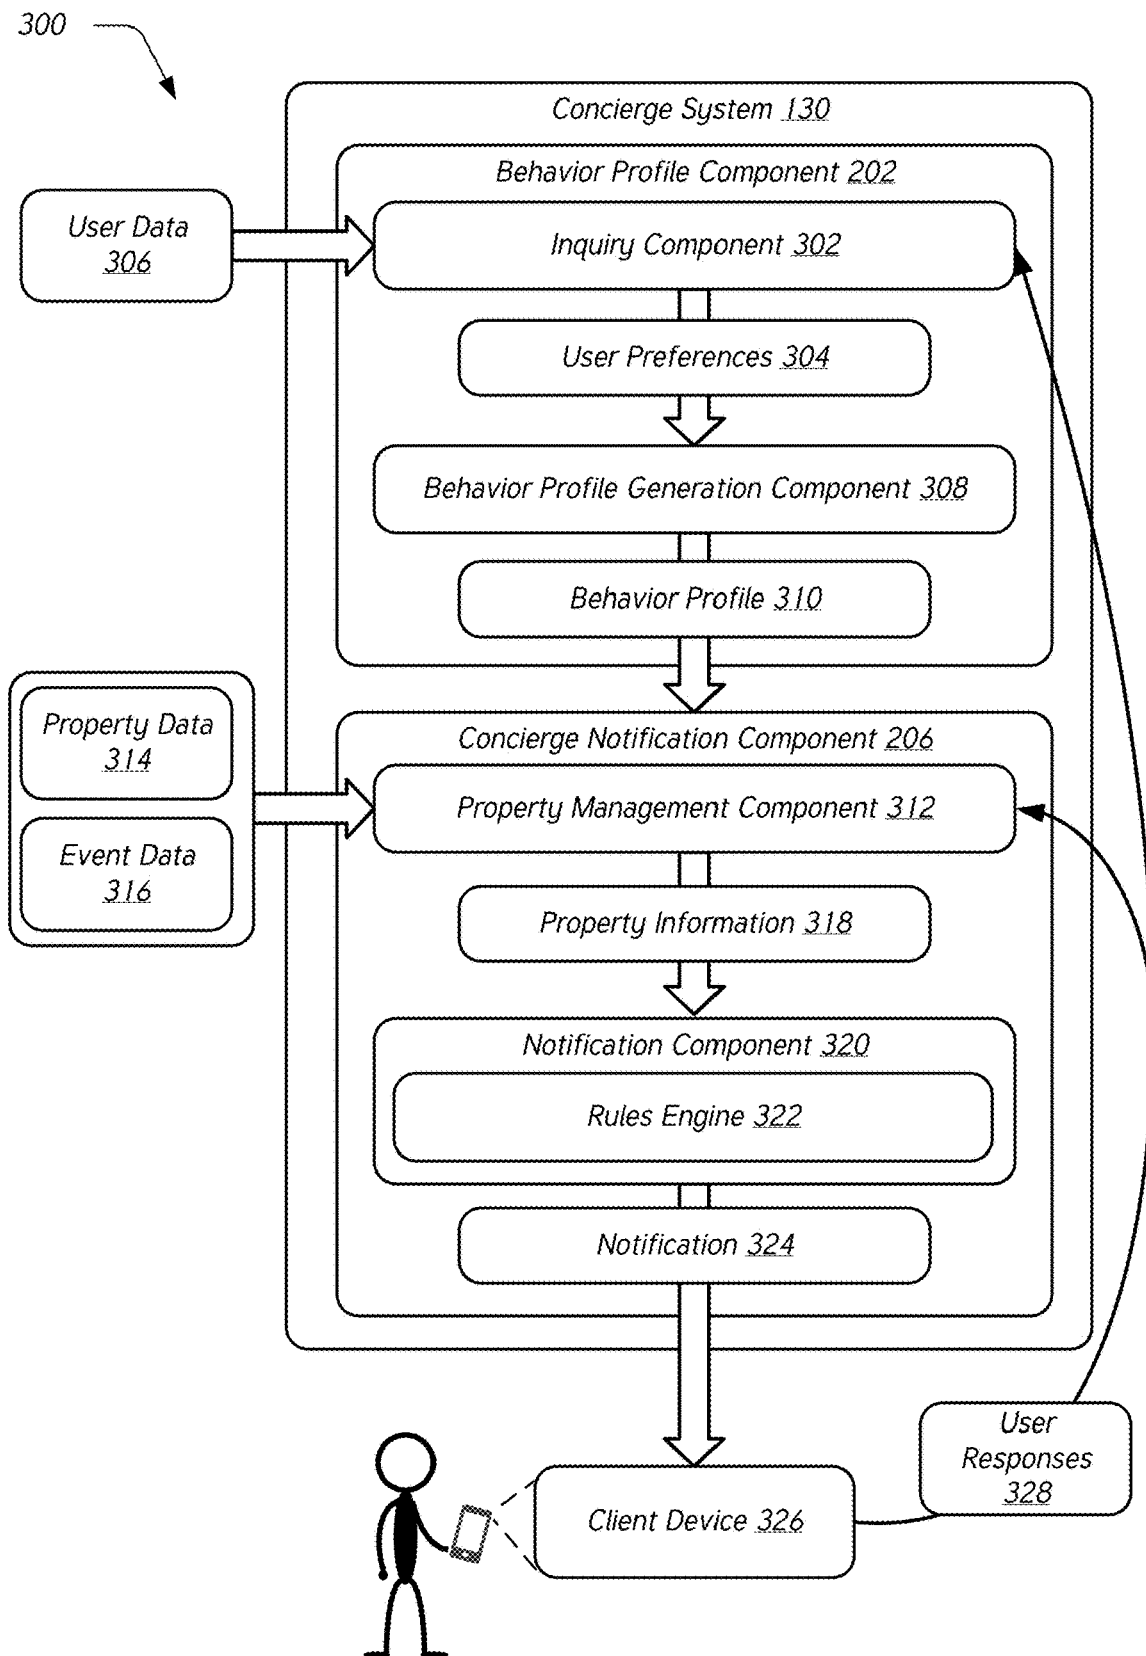 300
Concierge System 130
Behavior Profile Component 202
User Data
306
Inquiry Component 302
User Preferences 304
Behavior Profile Generation Component 308
Behavior Profile 310
Property Data
314
Event Data
316
Concierge Notification Component 206
Property Management Component 312
Property Information 318
Notification Component 320
Rules Engine 322
Notification 324
User
Responses
328
Client Device 326